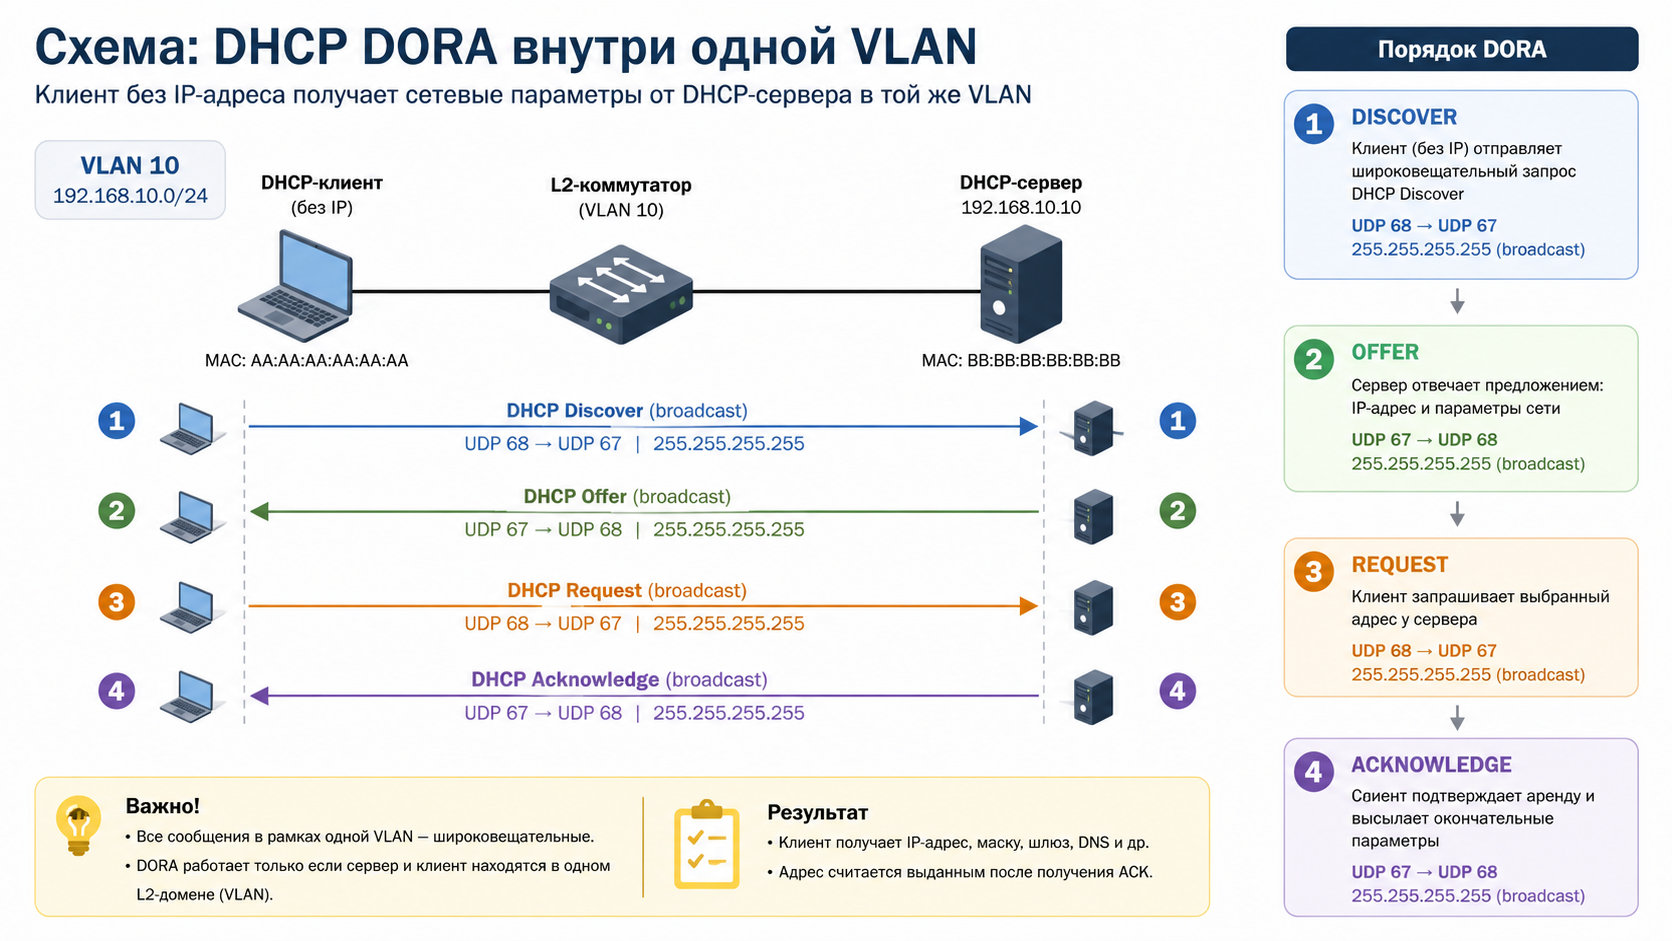 Схема: DHCP DORA внутри одной VLAN
Клиент без IP-адреса получает сетевые параметры от DHCP-сервера в той же VLAN
VLAN 10
192.168.10.0/24
DHCP-клиент
(без IP)
L2-коммутатор
(VLAN 10)
DHCP-сервер
192.168.10.10
MAC: AA:AA:AA:AA:AA:AA
MAC: BB:BB:BB:BB:BB:BB
1
DHCP Discover (broadcast)
UDP 68 → UDP 67 | 255.255.255.255
1
2
DHCP Offer (broadcast)
UDP 67 → UDP 68 | 255.255.255.255
2
3
DHCP Request (broadcast)
UDP 68 → UDP 67 | 255.255.255.255
3
4
DHCP Acknowledge (broadcast)
UDP 67 → UDP 68 | 255.255.255.255
4
Важно!
• Все сообщения в рамках одной VLAN — широковещательные.
• DORA работает только если сервер и клиент находятся в одном
L2-домене (VLAN).
Результат
• Клиент получает IP-адрес, маску, шлюз, DNS и др.
• Адрес считается выданным после получения ACK.
Порядок DORA
1
DISCOVER
Клиент (без IP) отправляет
широковещательный запрос
DHCP Discover
UDP 68 → UDP 67
255.255.255.255 (broadcast)
2
OFFER
Сервер отвечает предложением:
IP-адрес и параметры сети
UDP 67 → UDP 68
255.255.255.255 (broadcast)
3
REQUEST
Клиент запрашивает выбранный
адрес у сервера
UDP 68 → UDP 67
255.255.255.255 (broadcast)
4
ACKNOWLEDGE
Свиент подтверждает аренду и
высылает окончательные
параметры
UDP 67 → UDP 68
255.255.255.255 (broadcast)